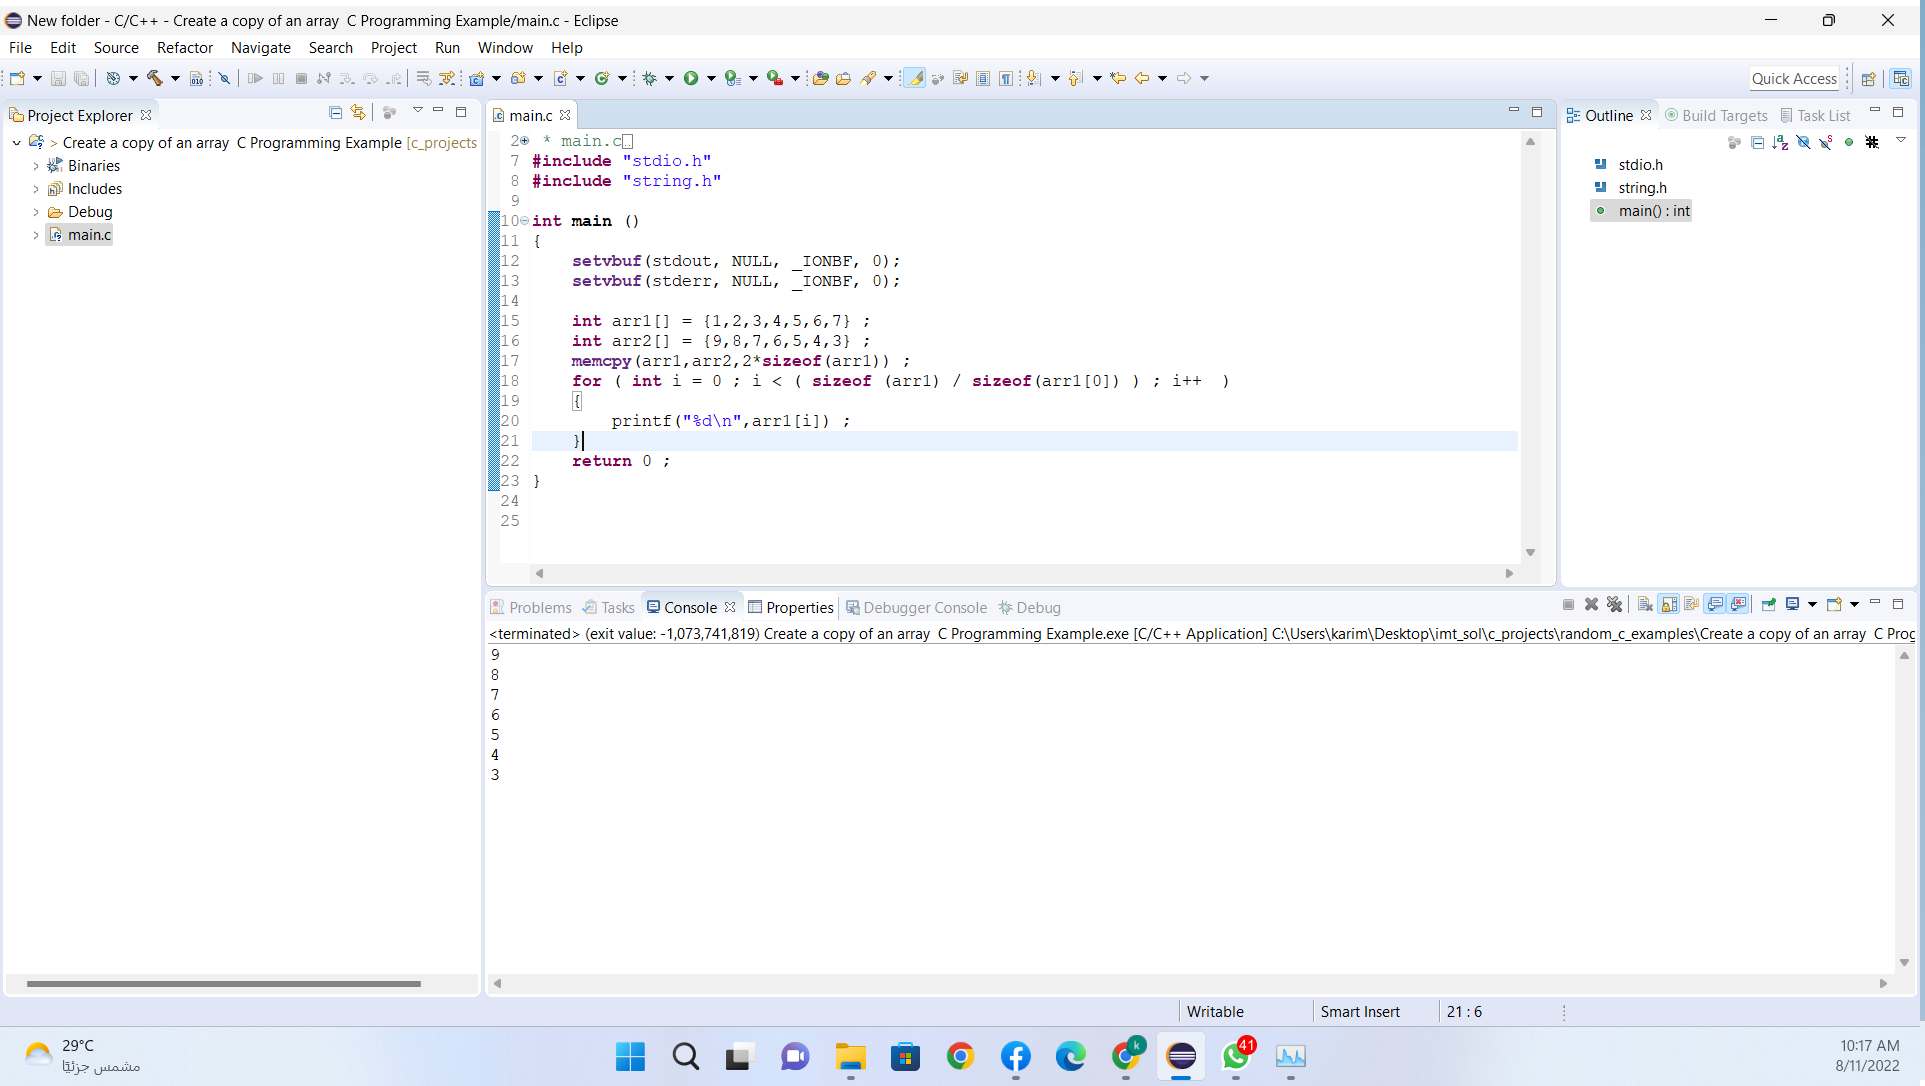 New folder - C/C++ - Create a copy of an array  C Programming Example/main.c - Eclipse
File Edit Source Refactor Navigate Search Project Run Window Help
Quick Access
Project Explorer
> Create a copy of an array  C Programming Example [c_projects
Binaries
Includes
Debug
main.c
main.c
2 * main.c
7 #include "stdio.h"
8 #include "string.h"
9
10 int main ()
11 {
12     setvbuf(stdout, NULL, _IONBF, 0);
13     setvbuf(stderr, NULL, _IONBF, 0);
14
15     int arr1[] = {1,2,3,4,5,6,7} ;
16     int arr2[] = {9,8,7,6,5,4,3} ;
17     memcpy(arr1,arr2,2*sizeof(arr1)) ;
18     for ( int i = 0 ; i < ( sizeof (arr1) / sizeof(arr1[0]) ) ; i++  )
19     {
20         printf("%d\n",arr1[i]) ;
21     }
22     return 0 ;
23 }
24
25
Outline Build Targets Task List
stdio.h
string.h
main() : int
Problems Tasks Console Properties Debugger Console Debug
<terminated> (exit value: -1,073,741,819) Create a copy of an array  C Programming Example.exe [C/C++ Application] C:\Users\karim\Desktop\imt_sol\c_projects\random_c_examples\Create a copy of an array  C Prog
9
8
7
6
5
4
3
Writable Smart Insert 21 : 6
29°C
مشمس جزئيًا
k
41
10:17 AM
8/11/2022